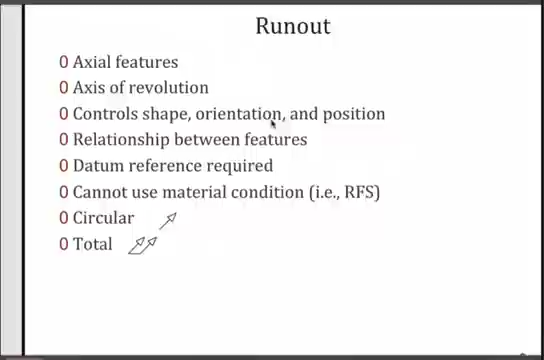 Runout
0 Axial features
0 Axis of revolution
0 Controls shape, orientation, and position
0 Relationship between features
0 Datum reference required
0 Cannot use material condition (i.e., RFS)
0 Circular
0 Total